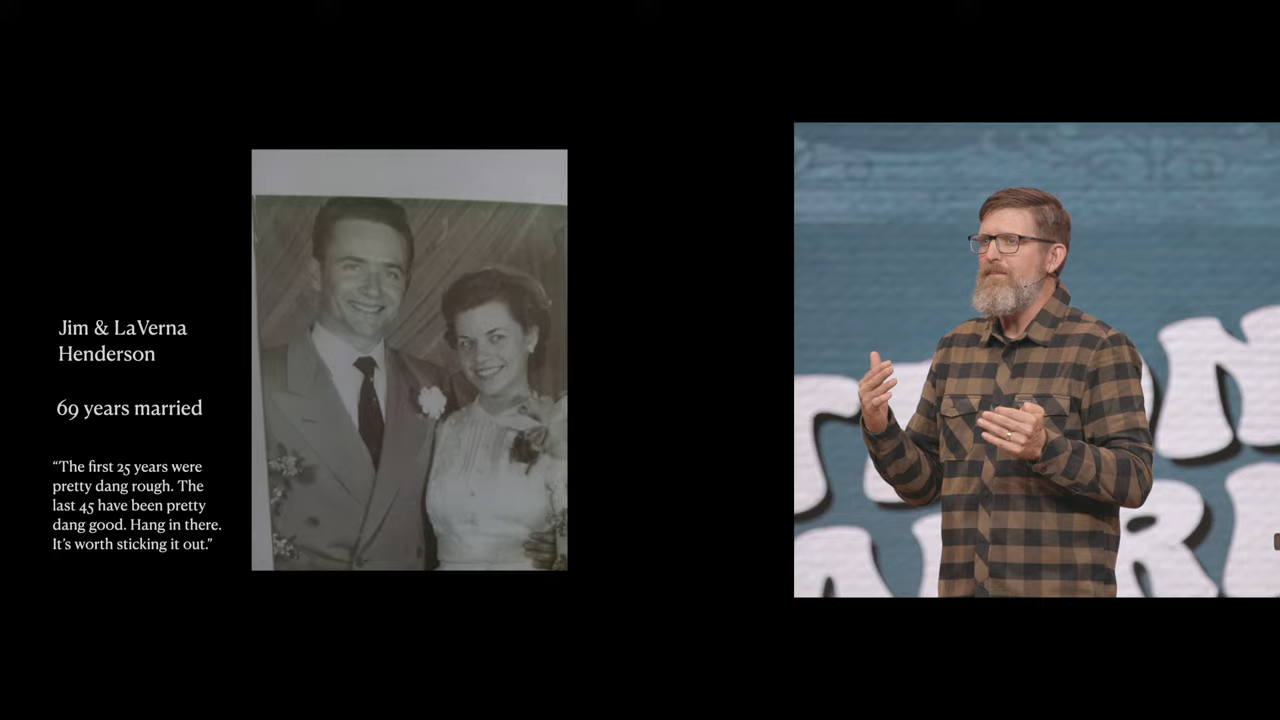 Jim & LaVerna
Henderson
69 years married
“The first 25 years were
pretty dang rough. The
last 45 have been pretty
dang good. Hang in there.
It’s worth sticking it out.”